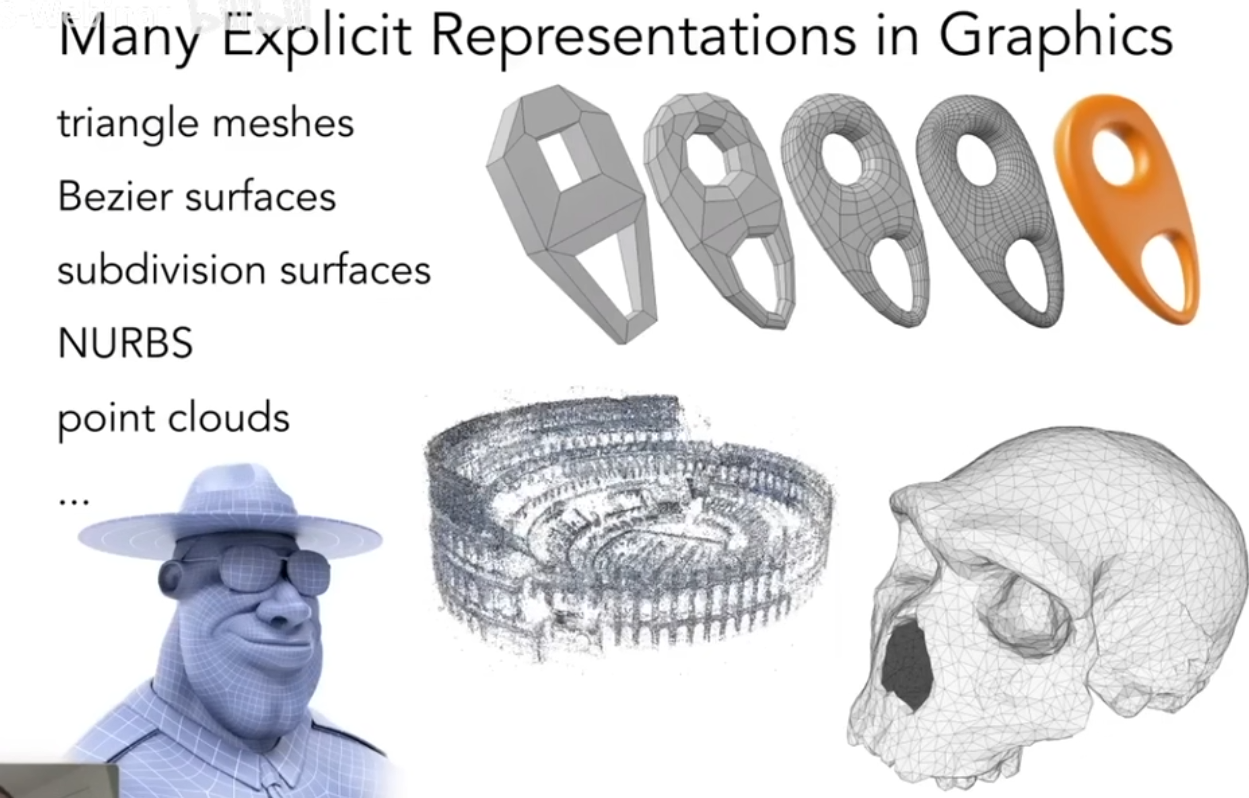 Many Explicit Representations in Graphics
triangle meshes
Bezier surfaces
subdivision surfaces
NURBS
point clouds
...